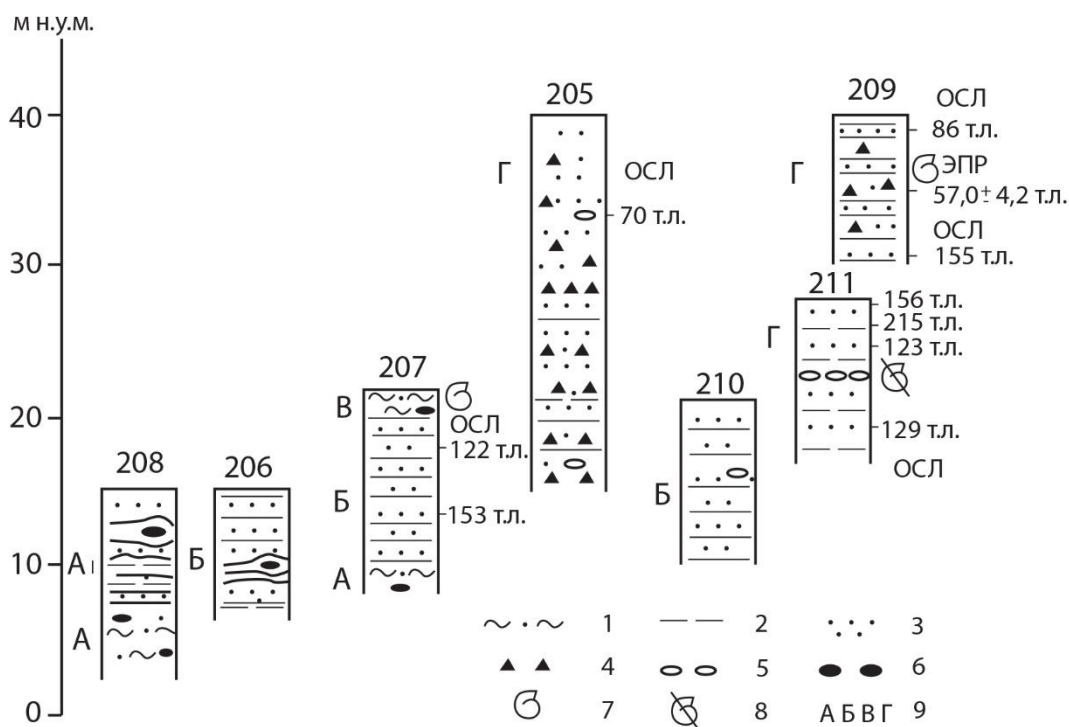 м н.у.м.
40
30
20
10
0
208
А₁
А
206
Б
207
В
Б
А
ОСЛ
122 т.л.
153 т.л.
205
Г
ОСЛ
70 т.л.
210
Б
209
Г
ОСЛ
86 т.л.
ЭПР
57,0± 4,2 т.л.
ОСЛ
155 т.л.
211
Г
156 т.л.
215 т.л.
123 т.л.
129 т.л.
ОСЛ
1 2 3
4 5 6
7 8 А Б В Г 9